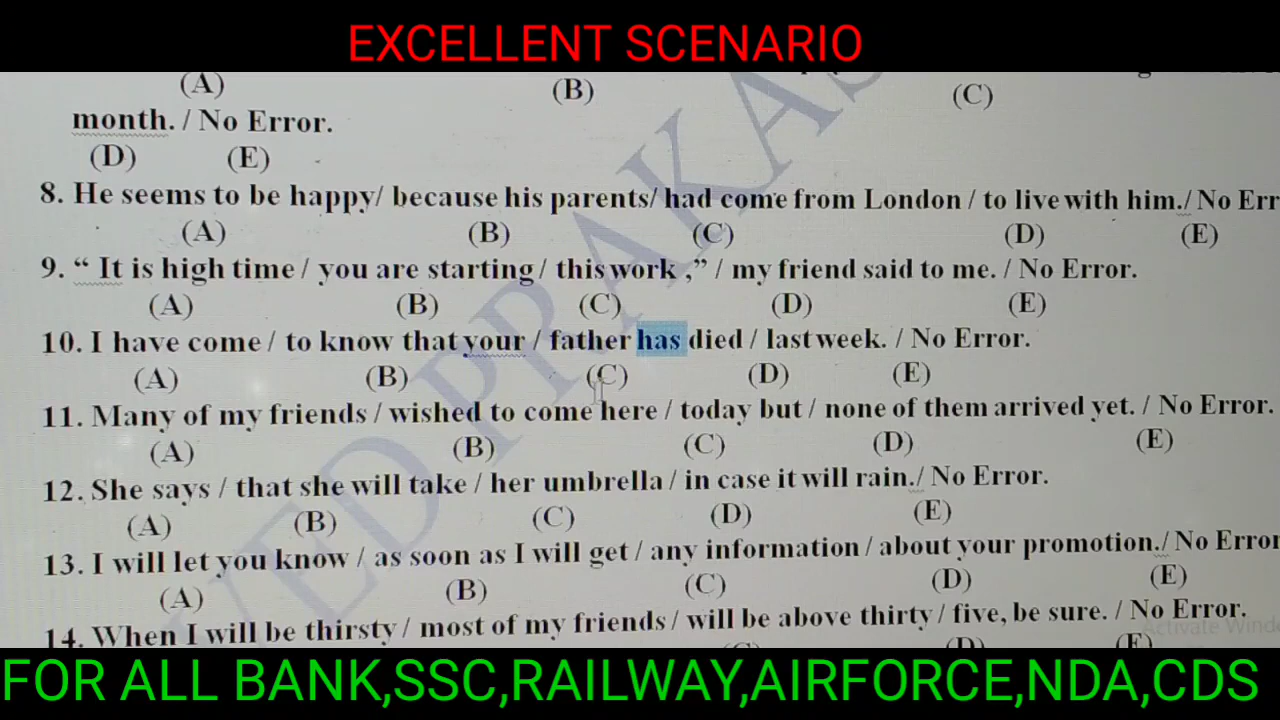 EXCELLENT SCENARIO
(A) (B) (C)
month. / No Error.
(D) (E)
8. He seems to be happy/ because his parents/ had come from London / to live with him./ No Err
(A) (B) (C) (D) (E)
9. “ It is high time / you are starting/ this work ,” / my friend said to me. / No Error.
(A) (B) (C) (D) (E)
10. I have come / to know that your / father has died / last week. / No Error.
(A) (B) (C) (D) (E)
11. Many of my friends / wished to come here / today but / none of them arrived yet. / No Error.
(A) (B) (C) (D) (E)
12. She says / that she will take / her umbrella / in case it will rain./ No Error.
(A) (B) (C) (D) (E)
13. I will let you know / as soon as I will get / any information / about your promotion./ No Error
(A) (B) (C) (D) (E)
14. When I will be thirsty / most of my friends / will be above thirty / five, be sure. / No Error.
VED PRAKAS
FOR ALL BANK,SSC,RAILWAY,AIRFORCE,NDA,CDS